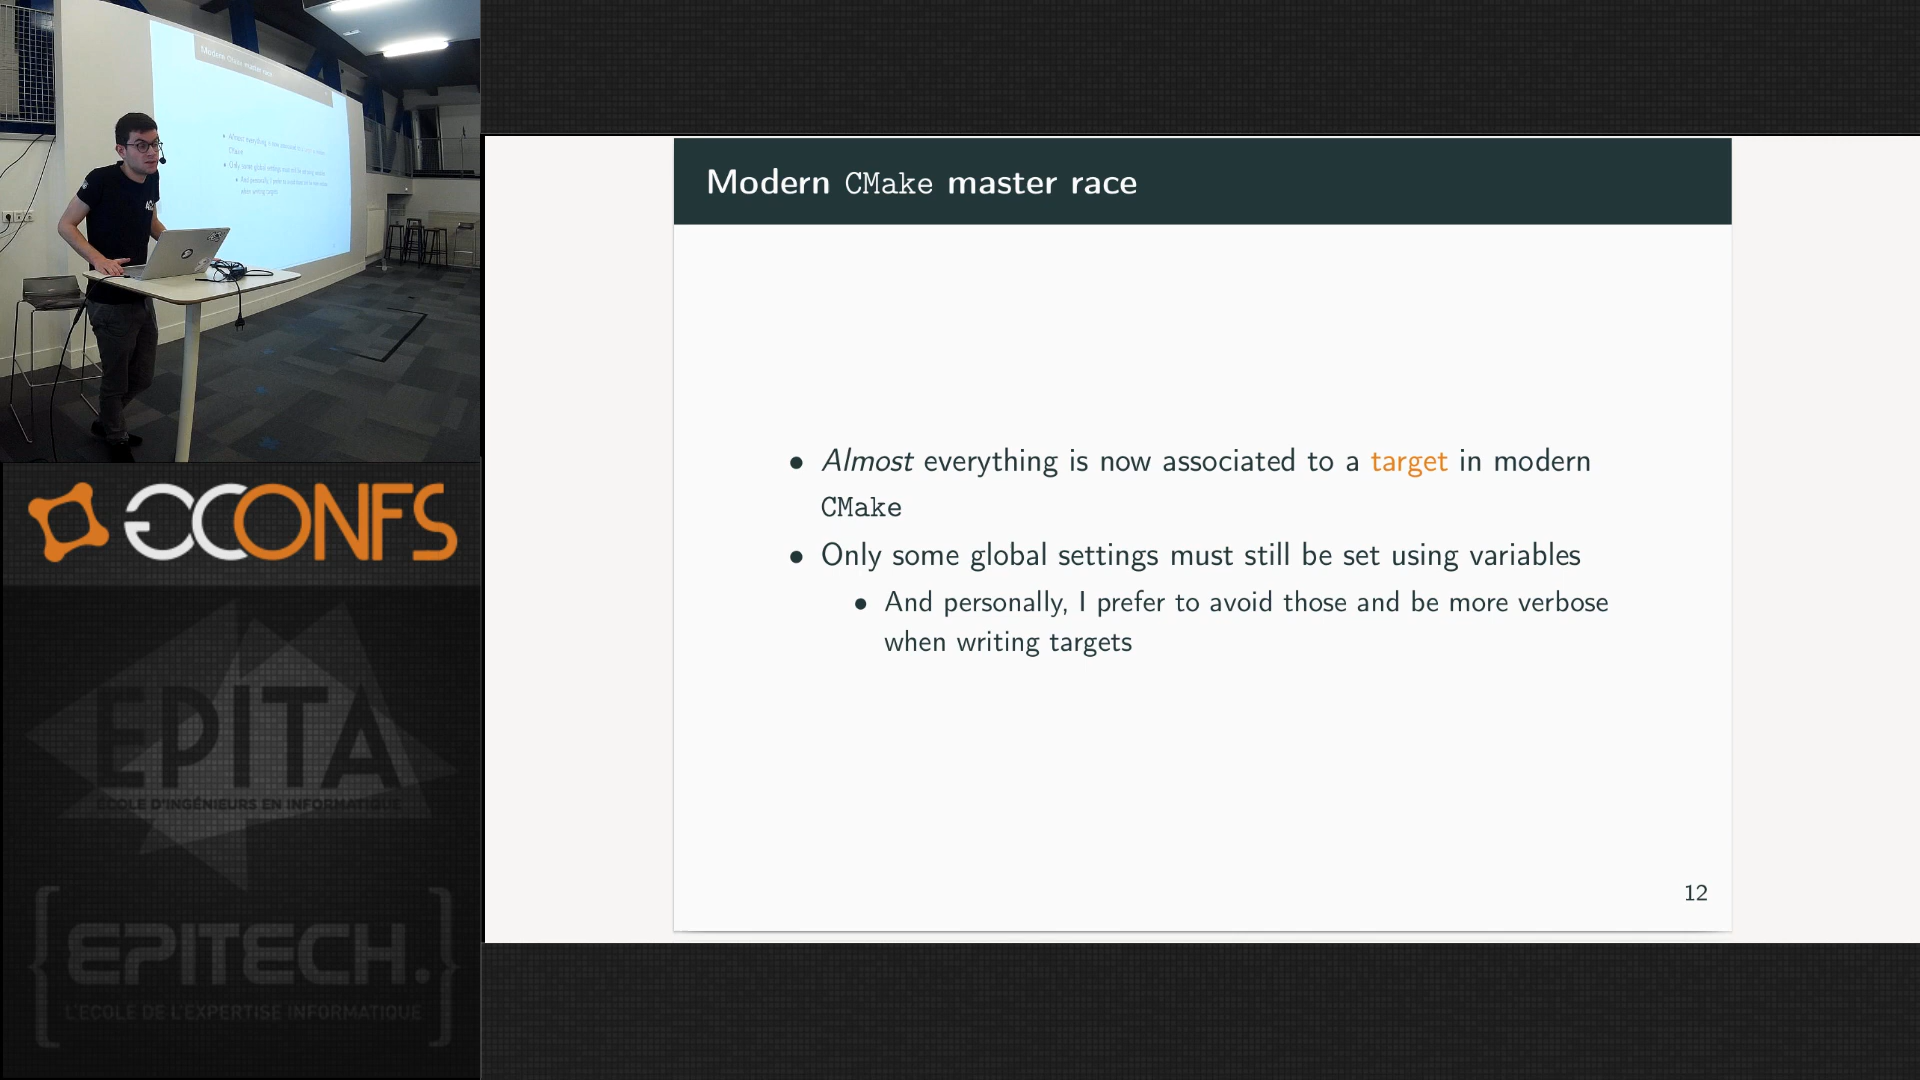 Modern CMake master race
Almost everything is now associated to a target in modern
CMake
Only some global settings must still be set using variables
And personally, I prefer to avoid those and be more verbose
when writing targets
12
CONFS
EPITA
ÉCOLE D'INGÉNIEURS EN INFORMATIQUE
{EPITECH.}
L'ECOLE DE L'EXPERTISE INFORMATIQUE